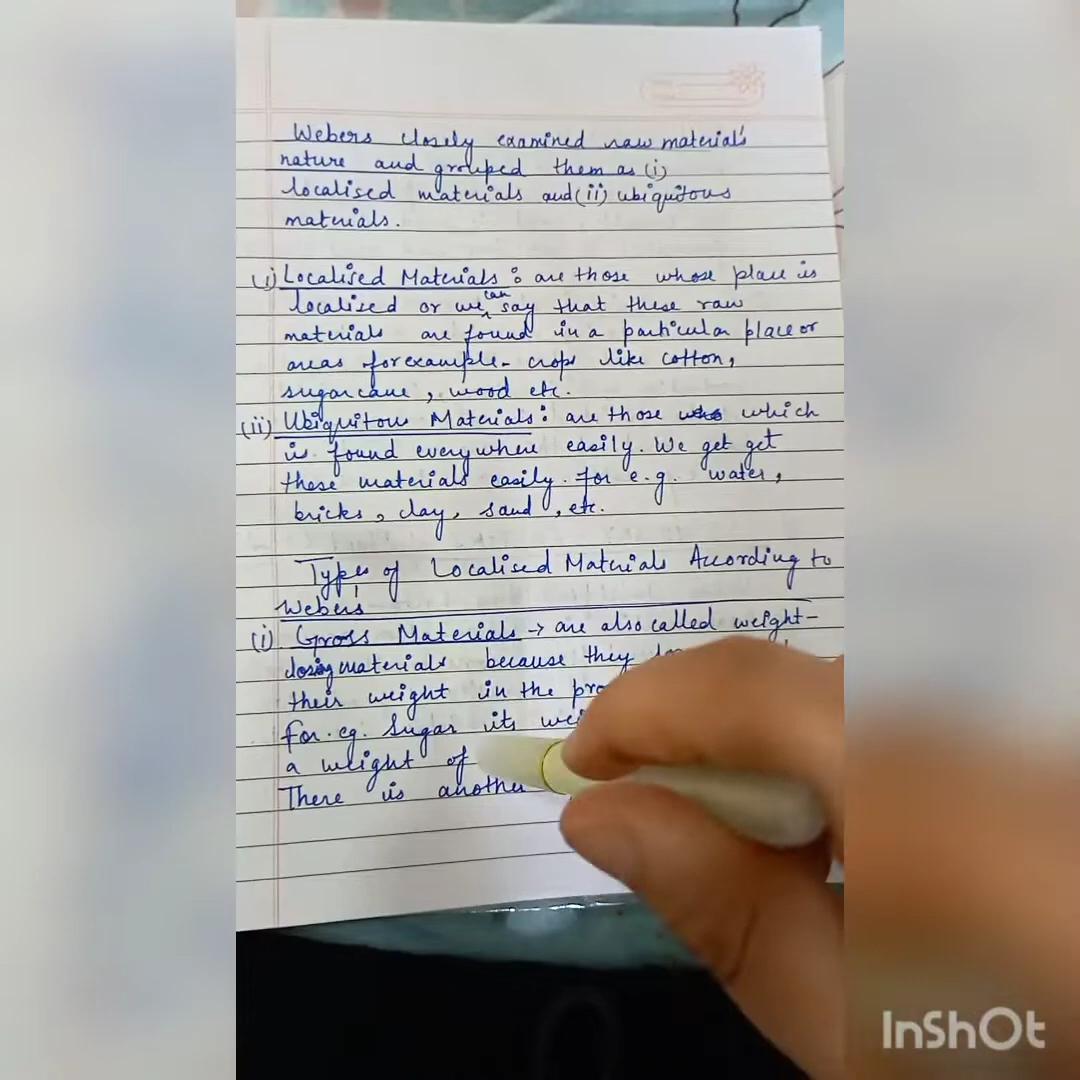 Webers closely examined raw material's
nature and grouped them as (i)
localised materials and (ii) ubiquitous
materials.
(i) Localised Materials : are those whose place is
localised or we can say that these raw
materials are found in a particular place or
areas for example - crops like cotton,
sugarcane, wood etc.
(ii) Ubiquitous Materials : are those which
is found everywhere easily. We get get
these materials easily. for e.g. water,
bricks, clay, sand, etc.
Types of Localised Materials According to
Webers
(i) Gross Materials → are also called weight-
losing materials because they
their weight in the
for. eg. Sugar its
a weight of
There is another
InShOt